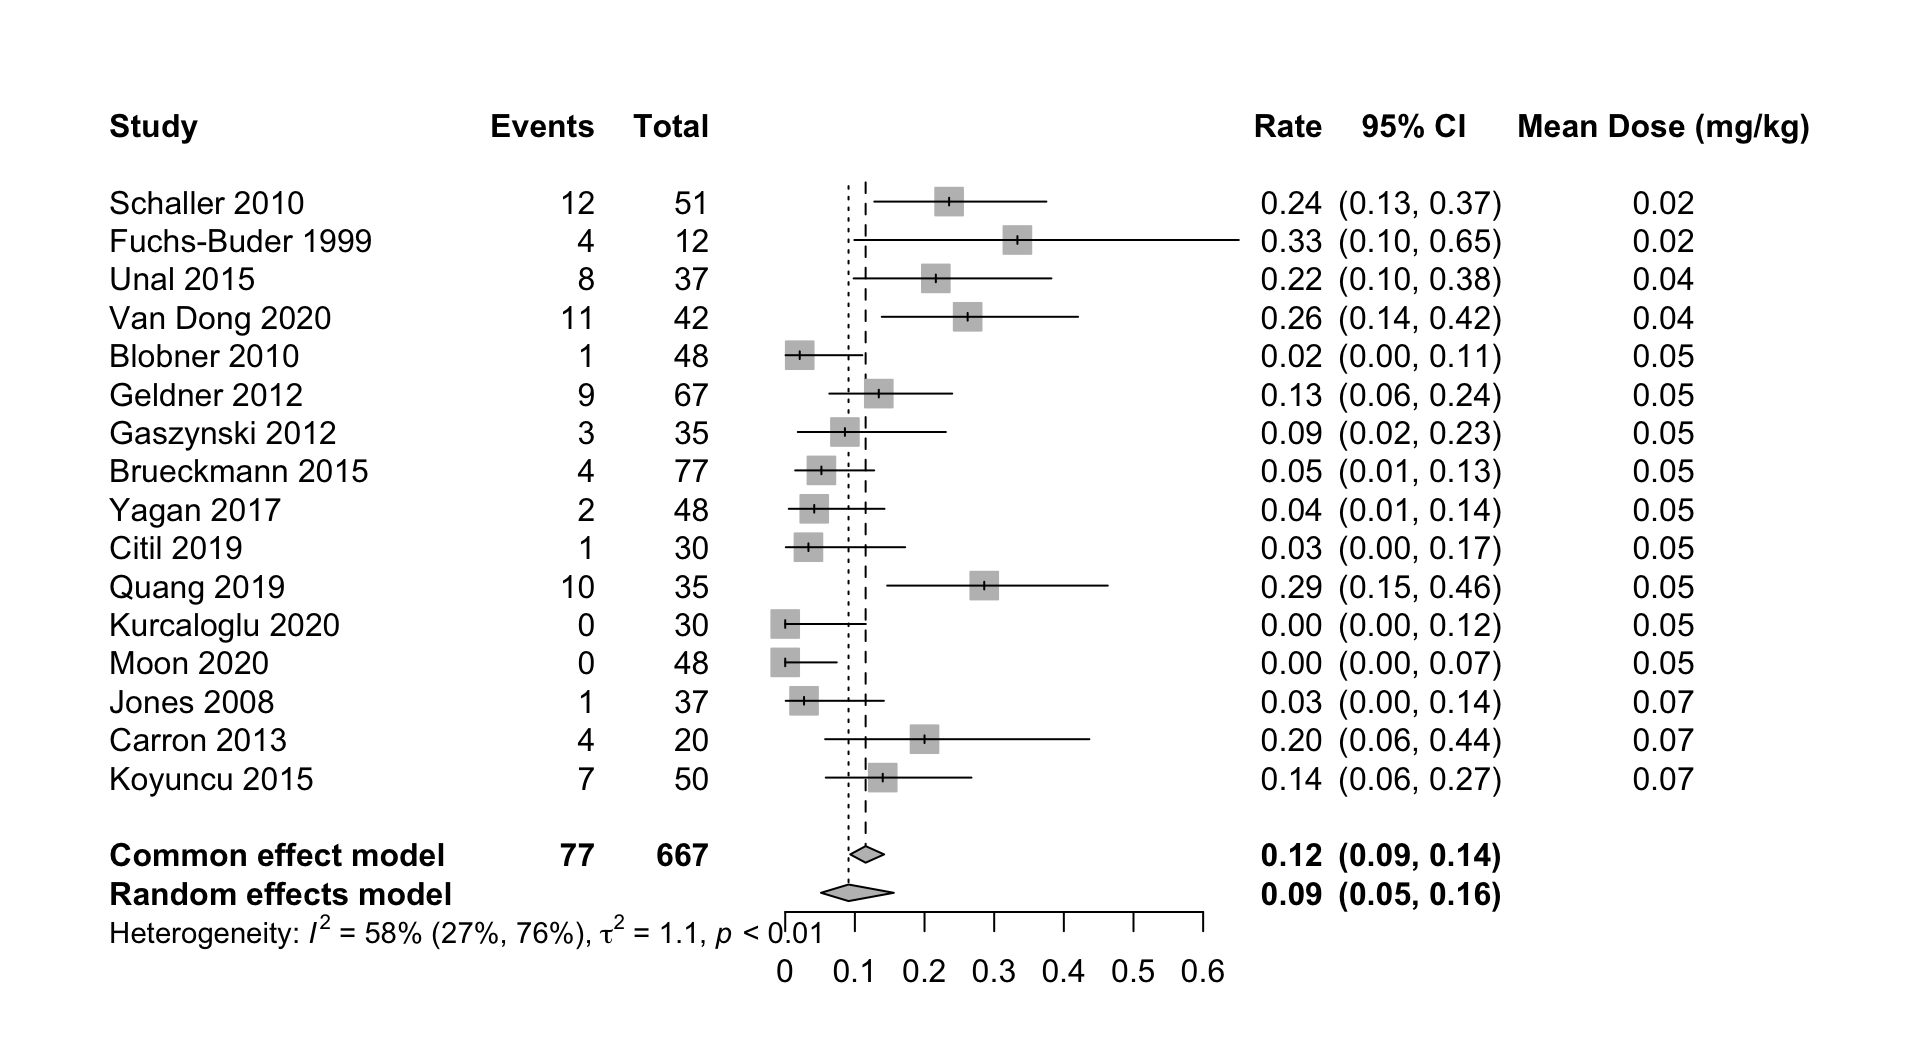 Study Events Total Rate 95% CI Mean Dose (mg/kg)
Schaller 2010 12 51 0.24 (0.13, 0.37) 0.02
Fuchs-Buder 1999 4 12 0.33 (0.10, 0.65) 0.02
Unal 2015 8 37 0.22 (0.10, 0.38) 0.04
Van Dong 2020 11 42 0.26 (0.14, 0.42) 0.04
Blobner 2010 1 48 0.02 (0.00, 0.11) 0.05
Geldner 2012 9 67 0.13 (0.06, 0.24) 0.05
Gaszynski 2012 3 35 0.09 (0.02, 0.23) 0.05
Brueckmann 2015 4 77 0.05 (0.01, 0.13) 0.05
Yagan 2017 2 48 0.04 (0.01, 0.14) 0.05
Citil 2019 1 30 0.03 (0.00, 0.17) 0.05
Quang 2019 10 35 0.29 (0.15, 0.46) 0.05
Kurcaloglu 2020 0 30 0.00 (0.00, 0.12) 0.05
Moon 2020 0 48 0.00 (0.00, 0.07) 0.05
Jones 2008 1 37 0.03 (0.00, 0.14) 0.07
Carron 2013 4 20 0.20 (0.06, 0.44) 0.07
Koyuncu 2015 7 50 0.14 (0.06, 0.27) 0.07
Common effect model 77 667 0.12 (0.09, 0.14)
Random effects model 0.09 (0.05, 0.16)
Heterogeneity: I² = 58% (27%, 76%), τ² = 1.1, p < 0.01
0 0.1 0.2 0.3 0.4 0.5 0.6